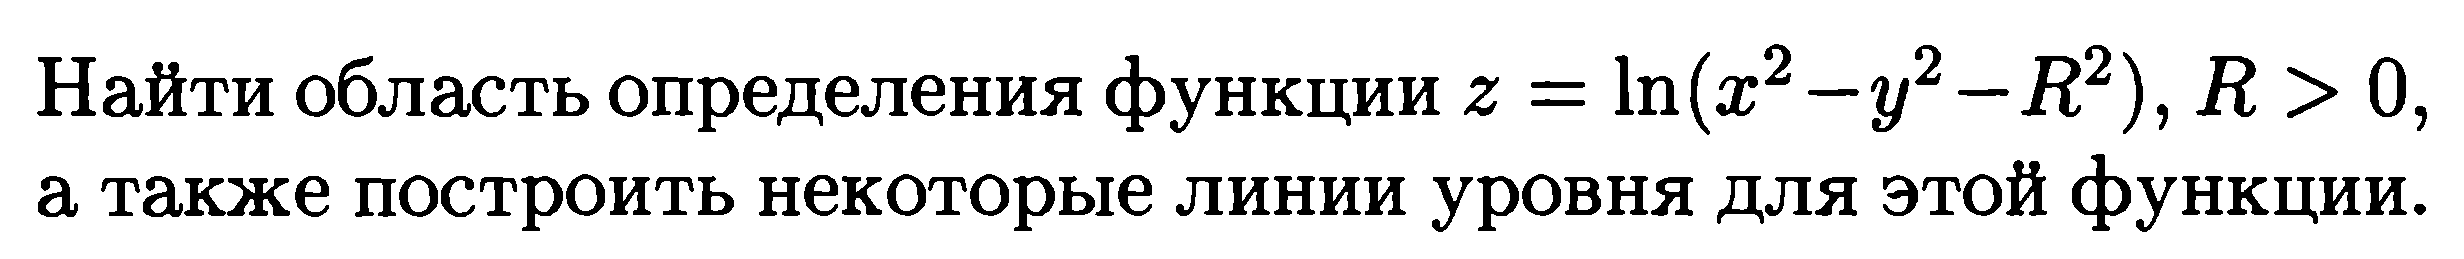 Найти область определения функции z = ln(x² − y² − R²), R > 0,
а также построить некоторые линии уровня для этой функции.